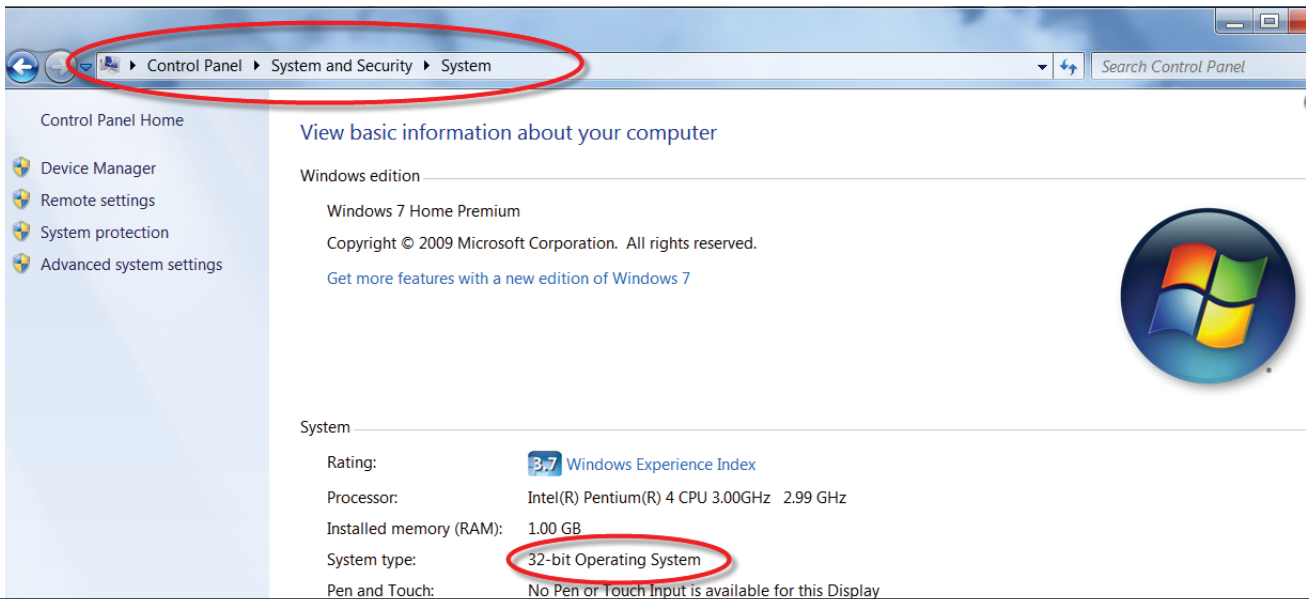 Control Panel ▸ System and Security ▸ System
Search Control Panel
Control Panel Home
Device Manager
Remote settings
System protection
Advanced system settings
View basic information about your computer
Windows edition
Windows 7 Home Premium
Copyright © 2009 Microsoft Corporation. All rights reserved.
Get more features with a new edition of Windows 7
System
Rating: 3.7 Windows Experience Index
Processor: Intel(R) Pentium(R) 4 CPU 3.00GHz 2.99 GHz
Installed memory (RAM): 1.00 GB
System type: 32-bit Operating System
Pen and Touch: No Pen or Touch Input is available for this Display